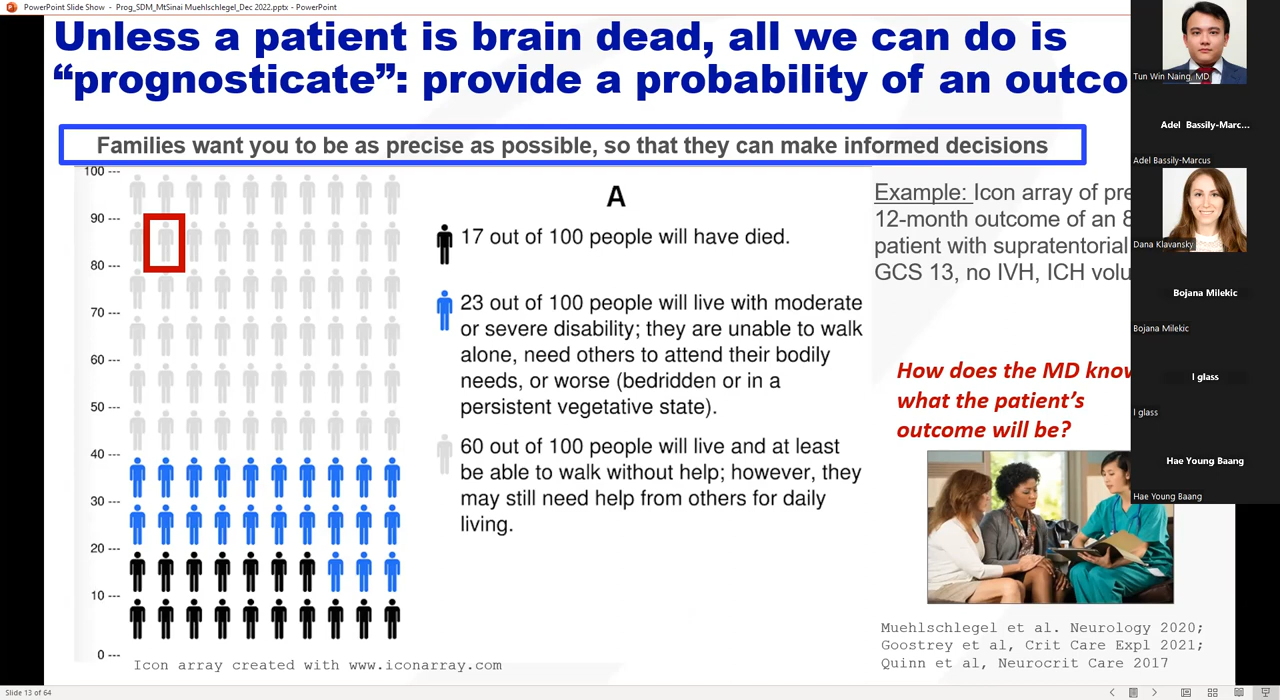 PowerPoint Slide Show - Prog_SDM_MtSinai Muehlschlegel_Dec 2022.pptx - PowerPoint
Unless a patient is brain dead, all we can do is
“prognosticate”: provide a probability of an outco
Families want you to be as precise as possible, so that they can make informed decisions
100 ---
90 ---
80 ---
70 ---
60 ---
50 ---
40 ---
30 ---
20 ---
10 ---
0 ---
A
17 out of 100 people will have died.
23 out of 100 people will live with moderate
or severe disability; they are unable to walk
alone, need others to attend their bodily
needs, or worse (bedridden or in a
persistent vegetative state).
60 out of 100 people will live and at least
be able to walk without help; however, they
may still need help from others for daily
living.
Icon array created with www.iconarray.com
Example: Icon array of pre
12-month outcome of an 8
patient with supratentorial
GCS 13, no IVH, ICH volu
How does the MD know
what the patient’s
outcome will be?
Muehlschlegel et al. Neurology 2020;
Goostrey et al, Crit Care Expl 2021;
Quinn et al, Neurocrit Care 2017
Tun Win Naing, MD
Adel Bassily-Marc...
Adel Bassily-Marcus
Dana Klavansky
Bojana Milekic
Bojana Milekic
I glass
I glass
Hae Young Baang
Hae Young Baang
Slide 13 of 64